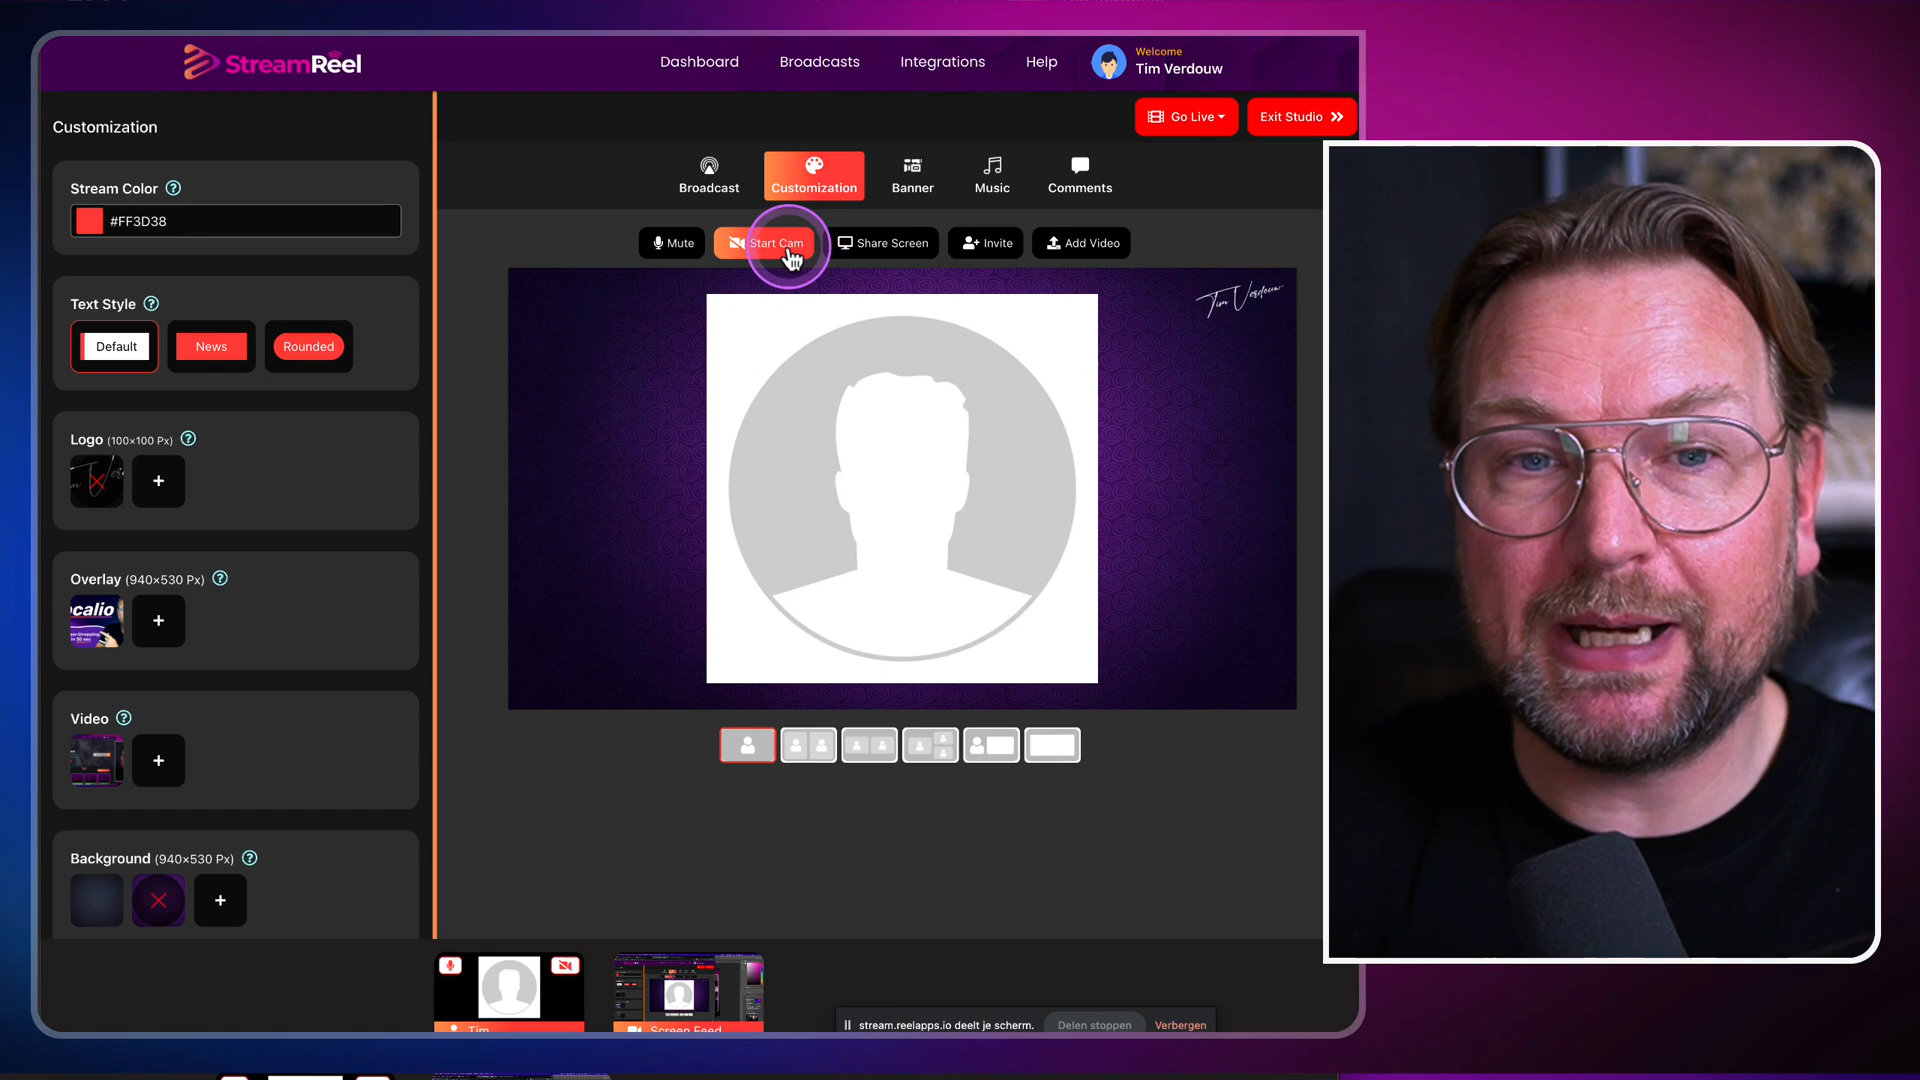 StreamReel
Dashboard
Broadcasts
Integrations
Help
Welcome
Tim Verdouw
Go Live
Exit Studio
Customization
Broadcast
Customization
Banner
Music
Comments
Stream Color
#FF3D38
Mute
Start Cam
Share Screen
Invite
Add Video
Tim Verdouw
Text Style
Default
News
Rounded
Logo (100×100 Px)
Overlay (940×530 Px)
calio
Video
Background (940×530 Px)
Tim
Screen Feed
stream.reelapps.io deelt je scherm.
Delen stoppen
Verbergen